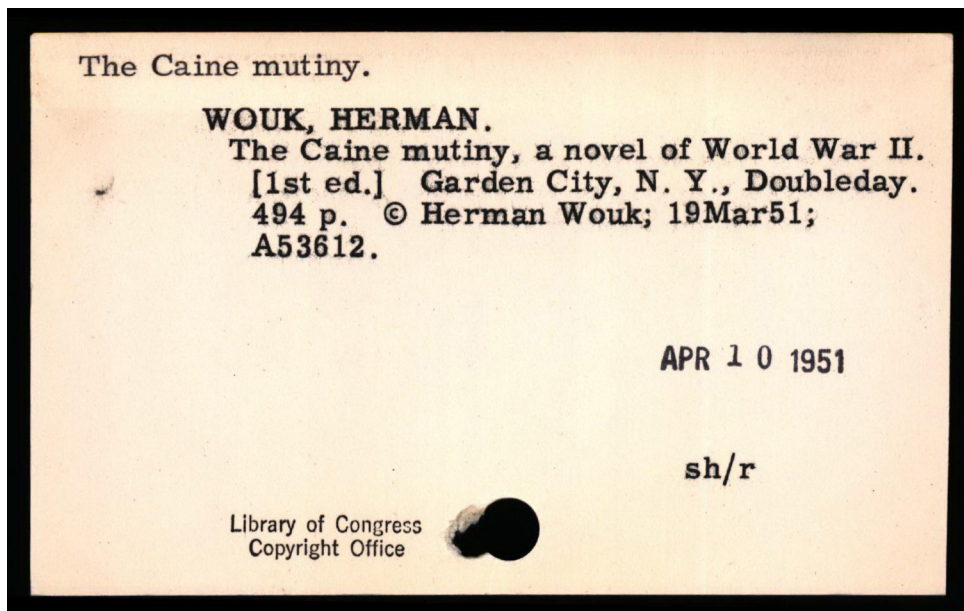 The Caine mutiny.
WOUK, HERMAN.
The Caine mutiny, a novel of World War II.
[1st ed.] Garden City, N. Y., Doubleday.
494 p. © Herman Wouk; 19Mar51;
A53612.
APR 10 1951
sh/r
Library of Congress
Copyright Office